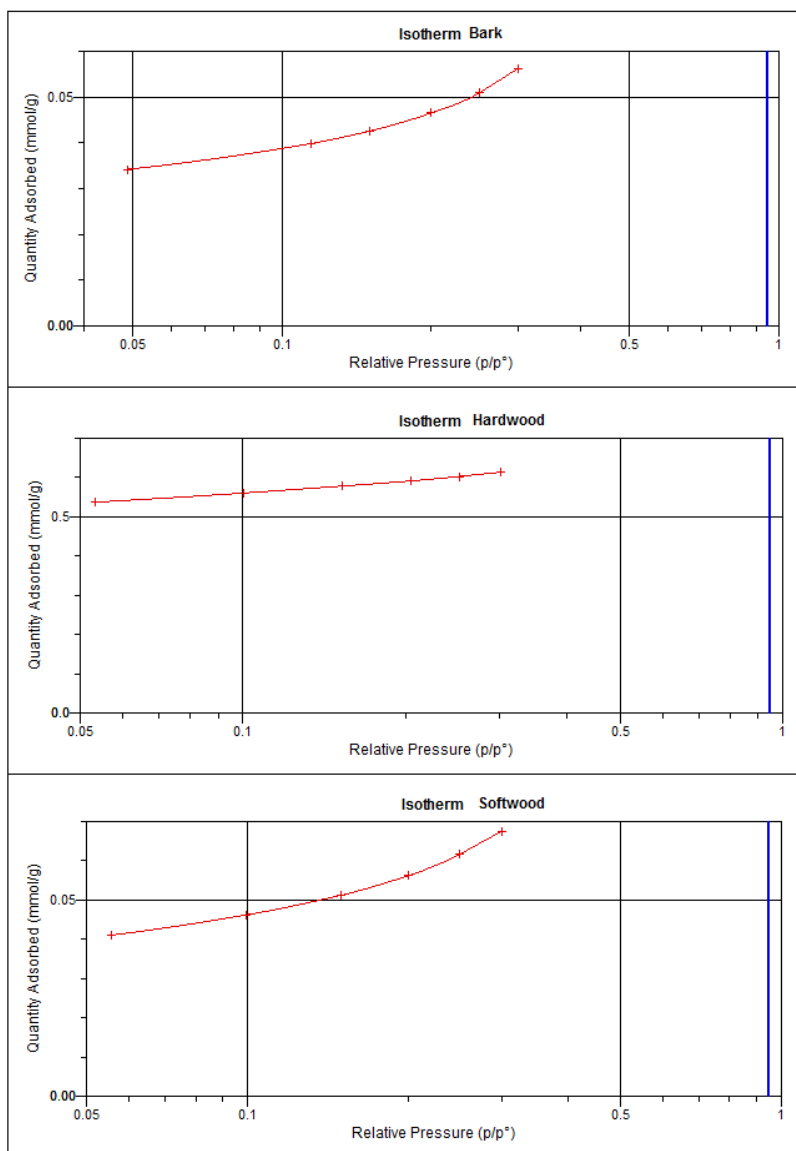 Isotherm Bark
Quantity Adsorbed (mmol/g)
0.05
0.00
0.05 0.1 0.5 1
Relative Pressure (p/p°)
Isotherm Hardwood
Quantity Adsorbed (mmol/g)
0.5
0.0
0.05 0.1 0.5 1
Relative Pressure (p/p°)
Isotherm Softwood
Quantity Adsorbed (mmol/g)
0.05
0.00
0.05 0.1 0.5 1
Relative Pressure (p/p°)